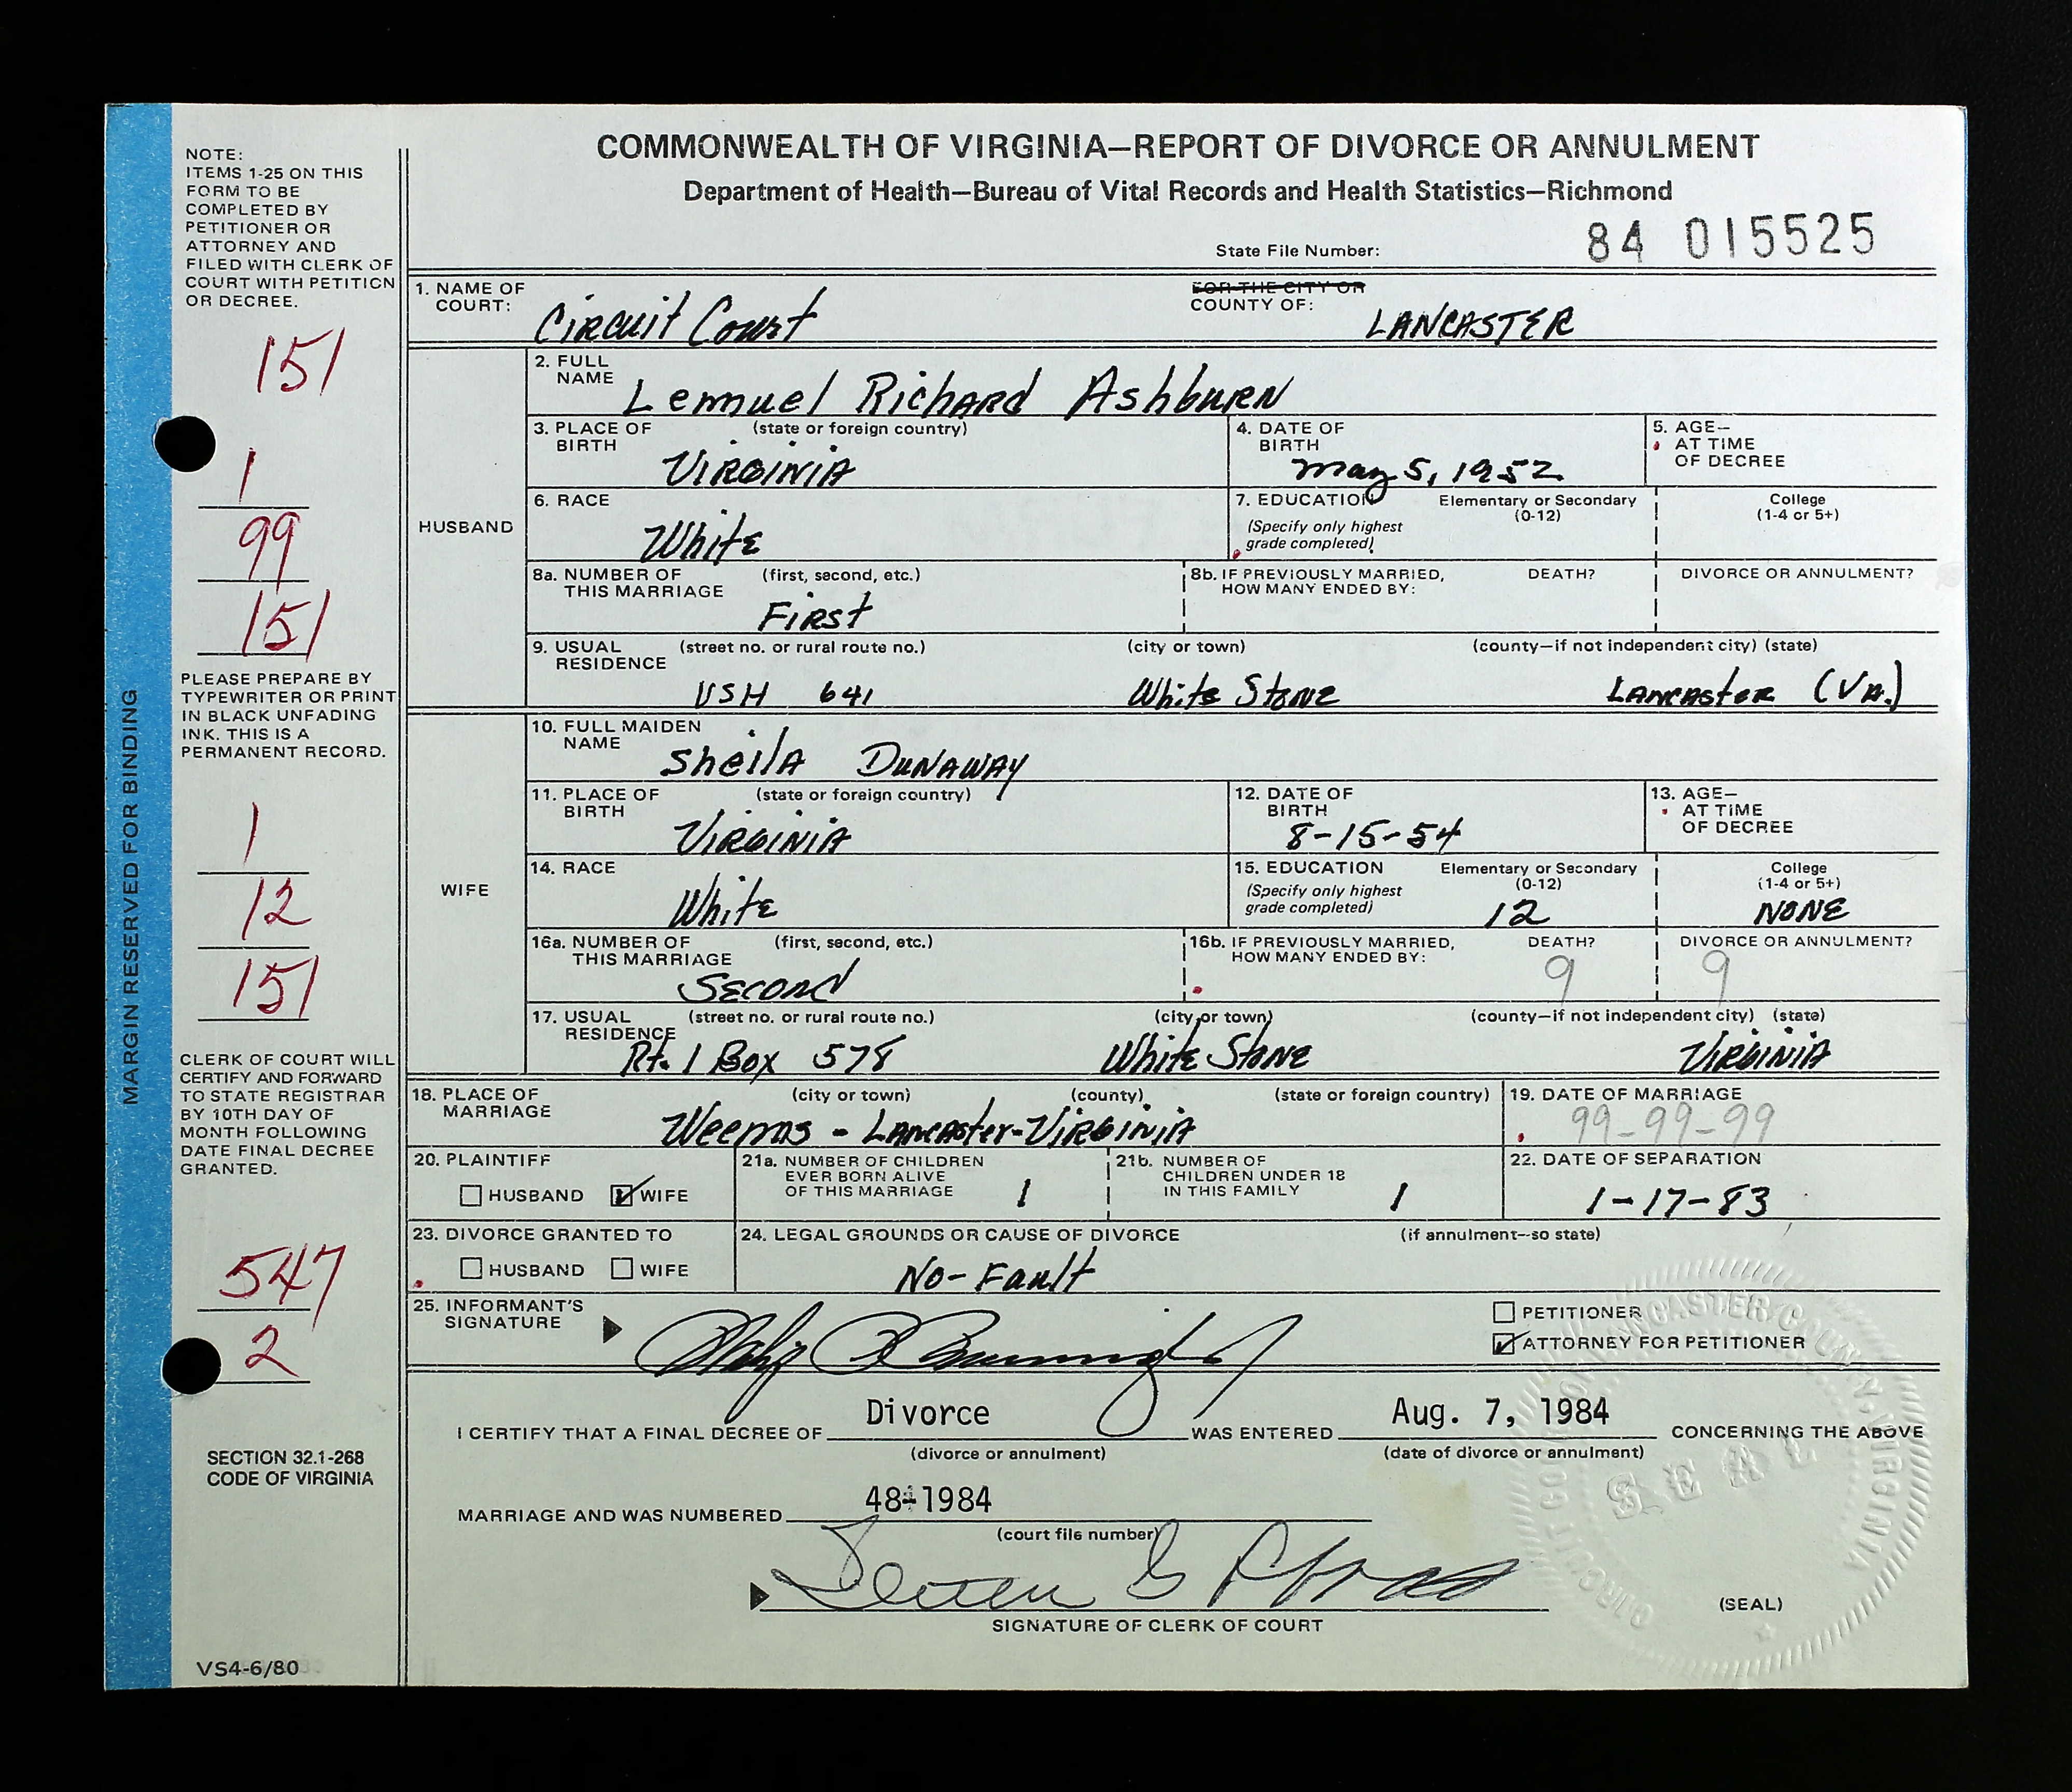 COMMONWEALTH OF VIRGINIA—REPORT OF DIVORCE OR ANNULMENT
Department of Health—Bureau of Vital Records and Health Statistics—Richmond
State File Number: 84 015525
NOTE:
ITEMS 1-25 ON THIS
FORM TO BE
COMPLETED BY
PETITIONER OR
ATTORNEY AND
FILED WITH CLERK OF
COURT WITH PETITION
OR DECREE.
151
1
99
151
PLEASE PREPARE BY
TYPEWRITER OR PRINT
IN BLACK UNFADING
INK. THIS IS A
PERMANENT RECORD.
1
12
151
CLERK OF COURT WILL
CERTIFY AND FORWARD
TO STATE REGISTRAR
BY 10TH DAY OF
MONTH FOLLOWING
DATE FINAL DECREE
GRANTED.
547
2
SECTION 32.1-268
CODE OF VIRGINIA
VS4-6/80
MARGIN RESERVED FOR BINDING
1. NAME OF COURT: Circuit Court
FOR THE CITY OR
COUNTY OF: LANCASTER
HUSBAND
2. FULL NAME Lemuel Richard Ashburn
3. PLACE OF BIRTH (state or foreign country) VIRGINIA
4. DATE OF BIRTH May 5, 1952
5. AGE— AT TIME OF DECREE
6. RACE White
7. EDUCATION (Specify only highest grade completed) Elementary or Secondary (0-12) College (1-4 or 5+)
8a. NUMBER OF THIS MARRIAGE (first, second, etc.) First
8b. IF PREVIOUSLY MARRIED, HOW MANY ENDED BY: DEATH? DIVORCE OR ANNULMENT?
9. USUAL RESIDENCE (street no. or rural route no.) (city or town) (county—if not independent city) (state)
VSH 641 White Stone Lancaster (Va.)
WIFE
10. FULL MAIDEN NAME Sheila Dunaway
11. PLACE OF BIRTH (state or foreign country) VIRGINIA
12. DATE OF BIRTH 8-15-54
13. AGE— AT TIME OF DECREE
14. RACE White
15. EDUCATION (Specify only highest grade completed) Elementary or Secondary (0-12) 12 College (1-4 or 5+) NONE
16a. NUMBER OF THIS MARRIAGE (first, second, etc.) Second
16b. IF PREVIOUSLY MARRIED, HOW MANY ENDED BY: DEATH? 9 DIVORCE OR ANNULMENT? 9
17. USUAL RESIDENCE (street no. or rural route no.) (city or town) (county—if not independent city) (state)
Rt. 1 Box 578 White Stone Virginia
18. PLACE OF MARRIAGE (city or town) (county) (state or foreign country)
Weems - Lancaster - Virginia
19. DATE OF MARRIAGE 99-99-99
20. PLAINTIFF HUSBAND WIFE
21a. NUMBER OF CHILDREN EVER BORN ALIVE OF THIS MARRIAGE 1
21b. NUMBER OF CHILDREN UNDER 18 IN THIS FAMILY 1
22. DATE OF SEPARATION 1-17-83
23. DIVORCE GRANTED TO HUSBAND WIFE
24. LEGAL GROUNDS OR CAUSE OF DIVORCE (if annulment—so state) No-Fault
25. INFORMANT'S SIGNATURE
PETITIONER
ATTORNEY FOR PETITIONER
I CERTIFY THAT A FINAL DECREE OF Divorce WAS ENTERED Aug. 7, 1984 CONCERNING THE ABOVE
(divorce or annulment) (date of divorce or annulment)
MARRIAGE AND WAS NUMBERED 48-1984
(court file number)
SIGNATURE OF CLERK OF COURT
(SEAL)
CIRCUIT COURT OF LANCASTER COUNTY, VIRGINIA
SEAL